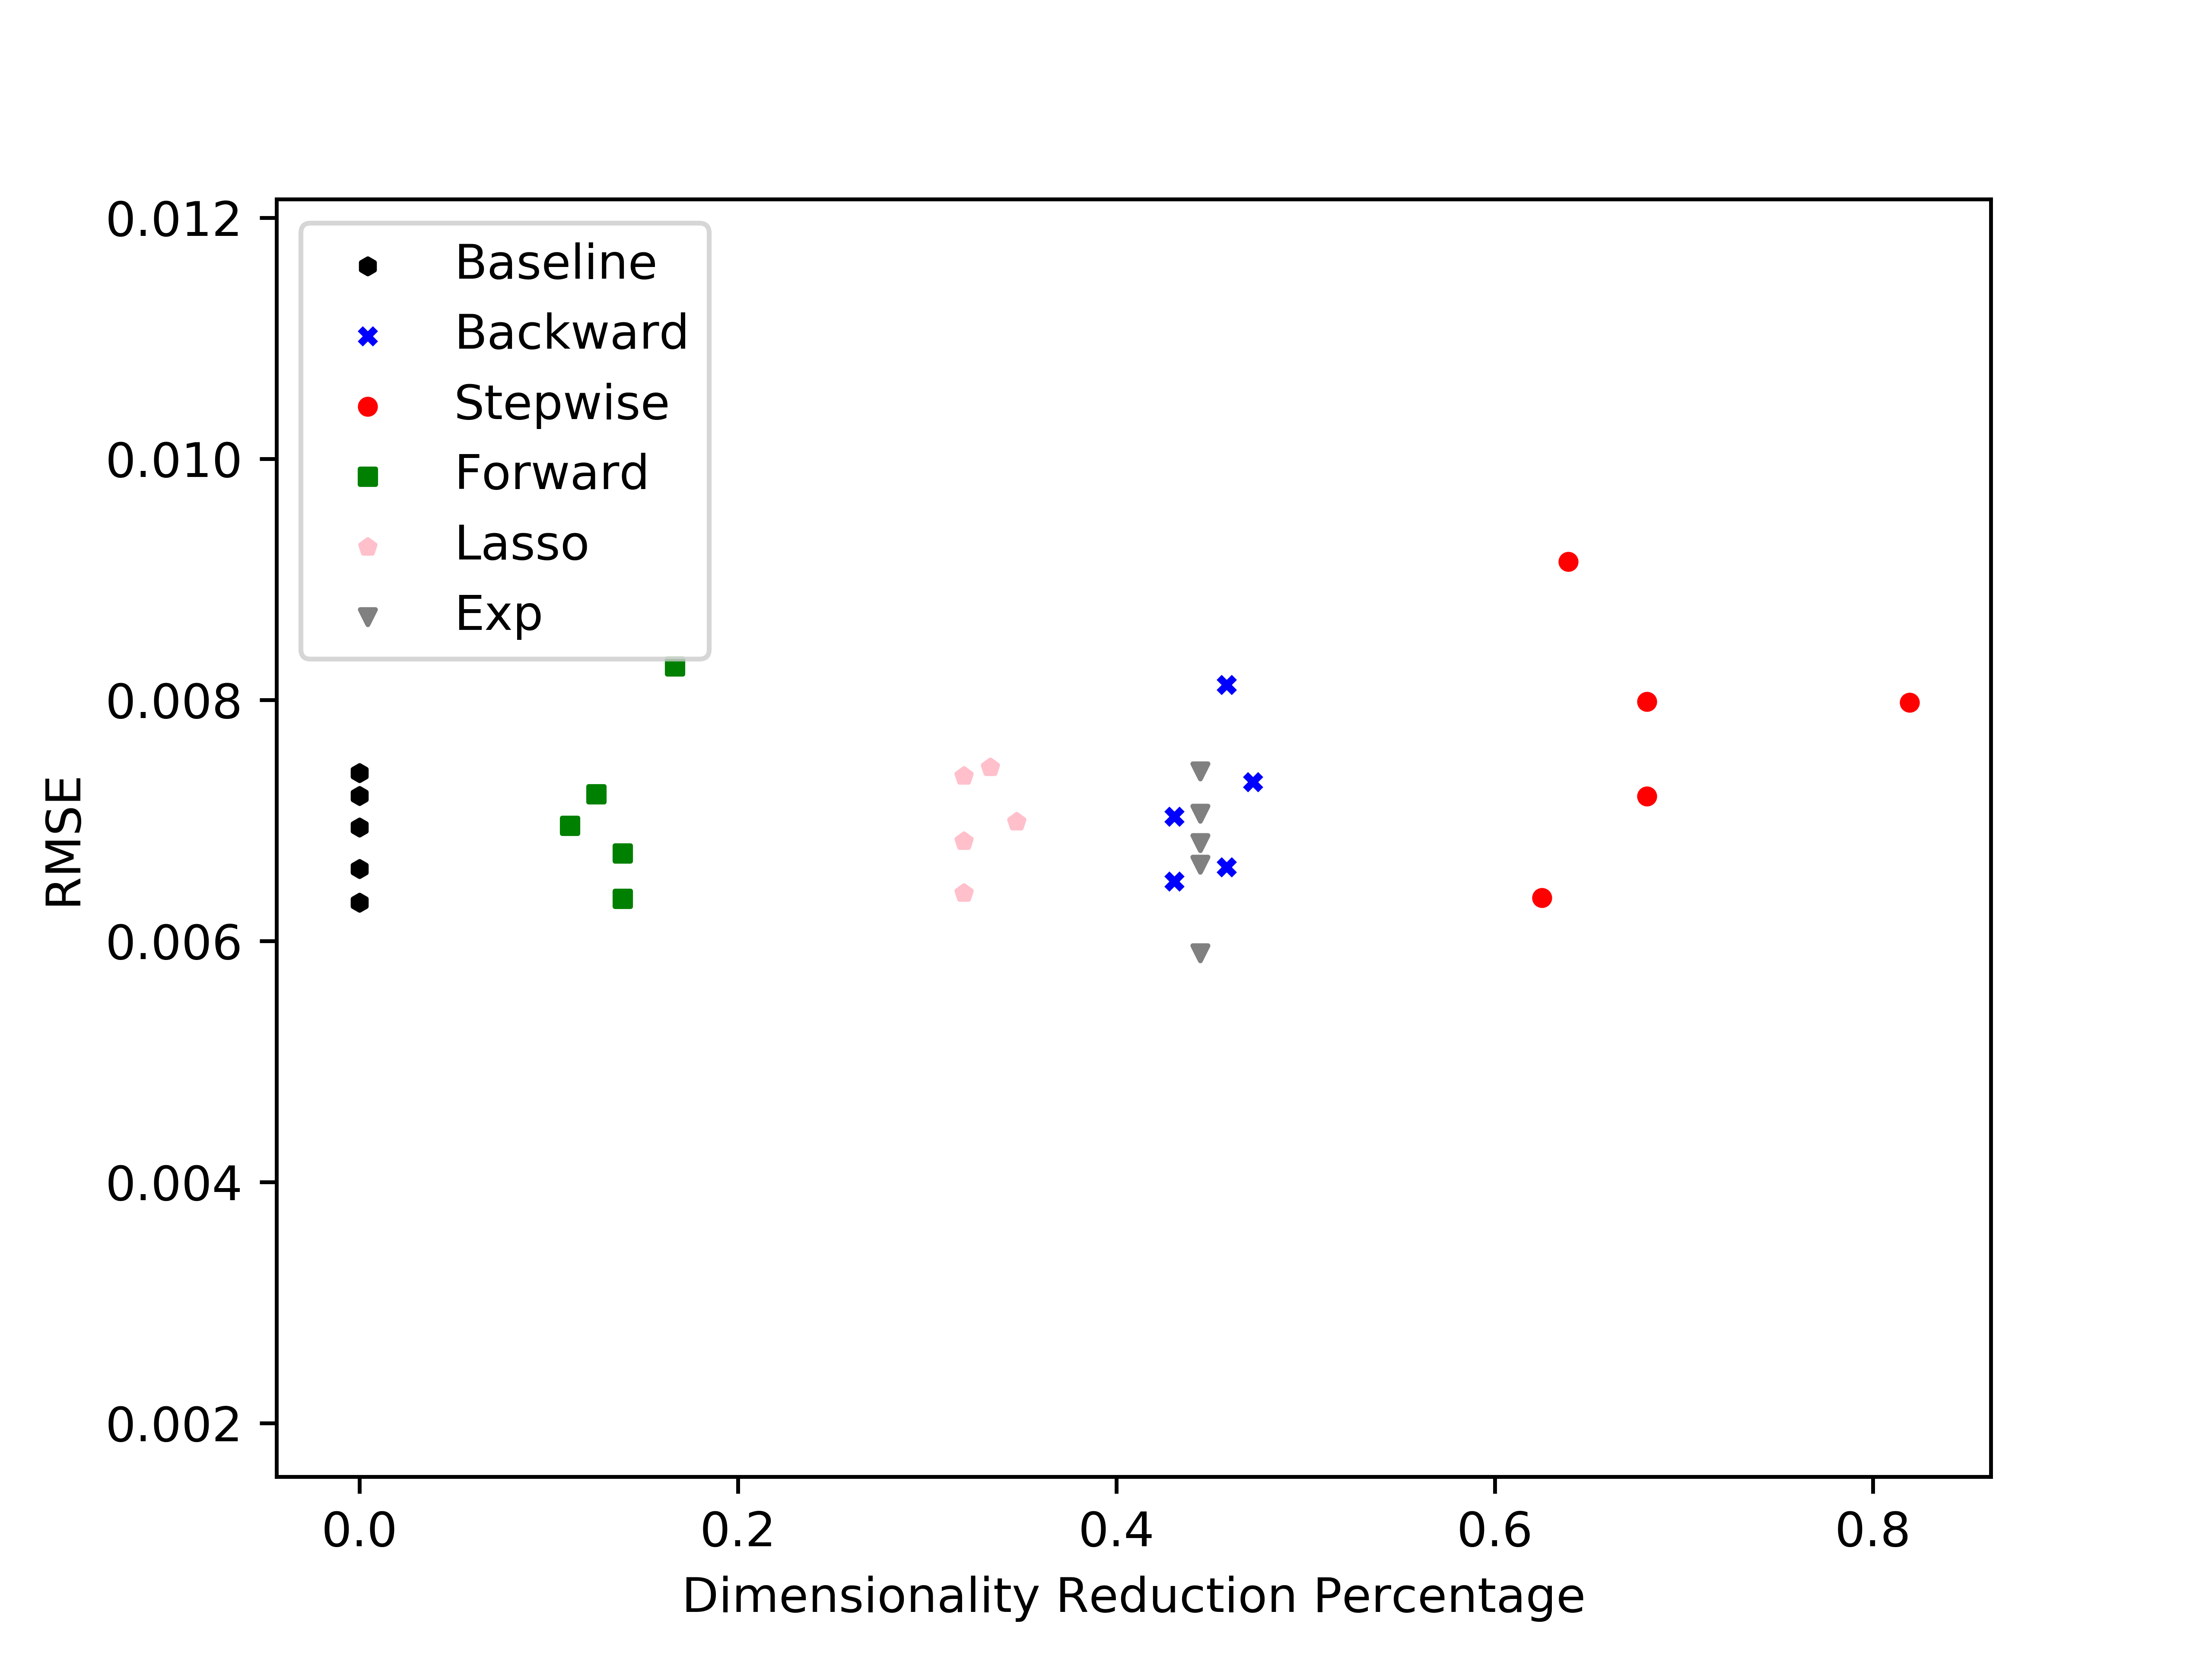 0.012
0.010
0.008
0.006
0.004
0.002
RMSE
Baseline
Backward
Stepwise
Forward
Lasso
Exp
0.0 0.2 0.4 0.6 0.8
Dimensionality Reduction Percentage